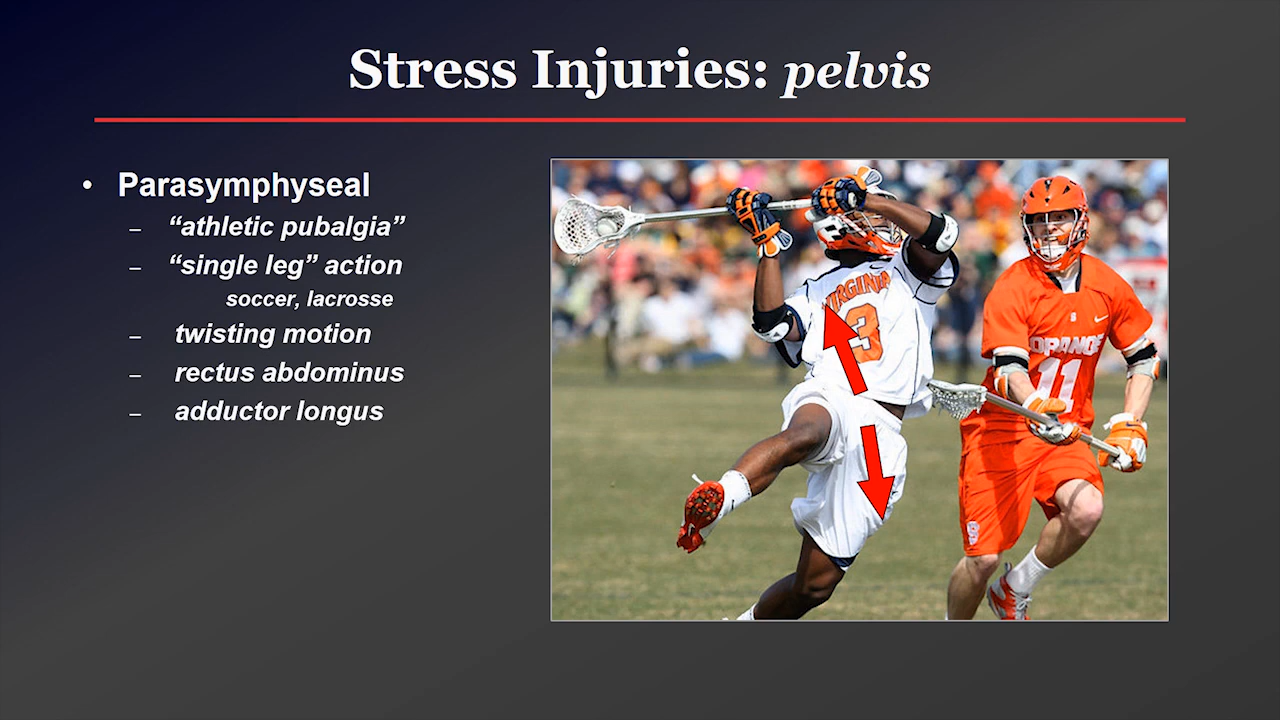 Stress Injuries: pelvis
• Parasymphyseal
– “athletic pubalgia”
– “single leg” action
soccer, lacrosse
– twisting motion
– rectus abdominus
– adductor longus
VIRGINIA
3
ORANGE
11